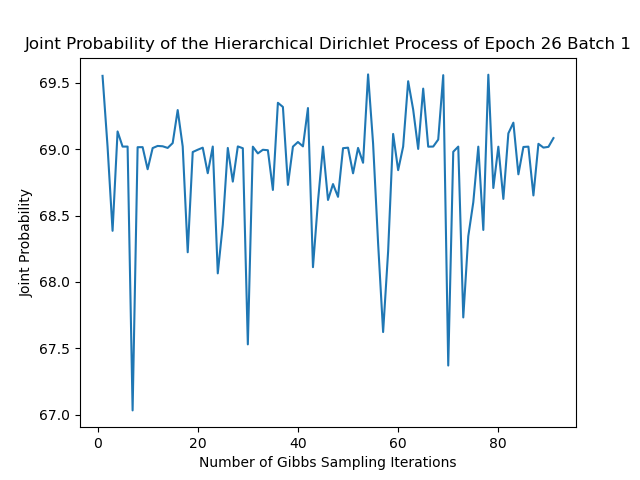 Joint Probability of the Hierarchical Dirichlet Process of Epoch 26 Batch 1
69.5
69.0
68.5
68.0
67.5
67.0
Joint Probability
0 20 40 60 80
Number of Gibbs Sampling Iterations